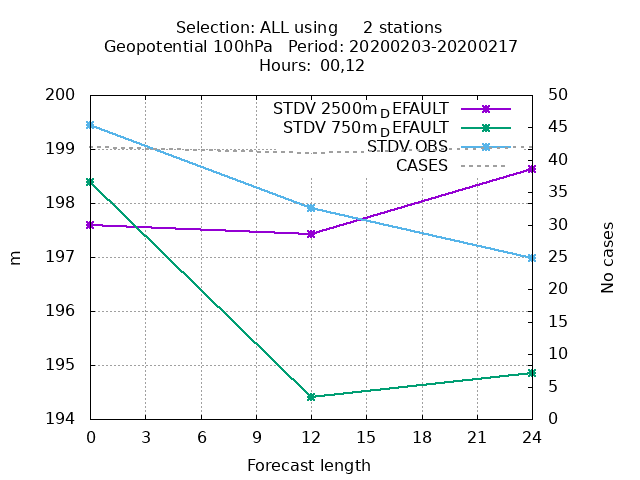 Selection: ALL using     2 stations
Geopotential 100hPa   Period: 20200203-20200217
Hours:  00,12
STDV 2500m_DEFAULT
STDV 750m_DEFAULT
STDV OBS
CASES
200
199
198
197
196
195
194
m
50
45
40
35
30
25
20
15
10
5
0
No cases
0 3 6 9 12 15 18 21 24
Forecast length